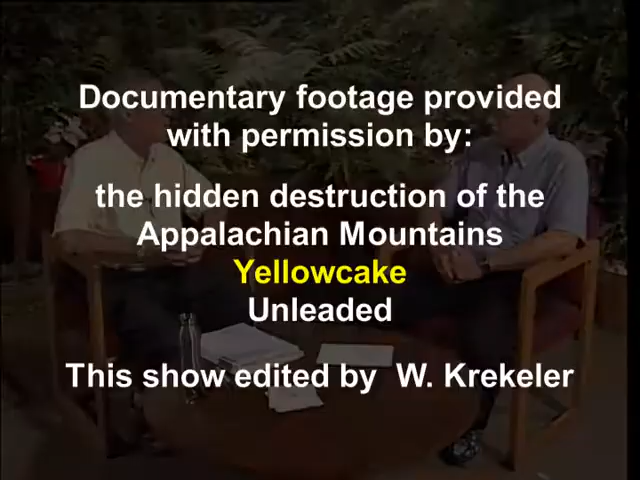 Documentary footage provided
with permission by:
the hidden destruction of the
Appalachian Mountains
Yellowcake
Unleaded
This show edited by W. Krekeler